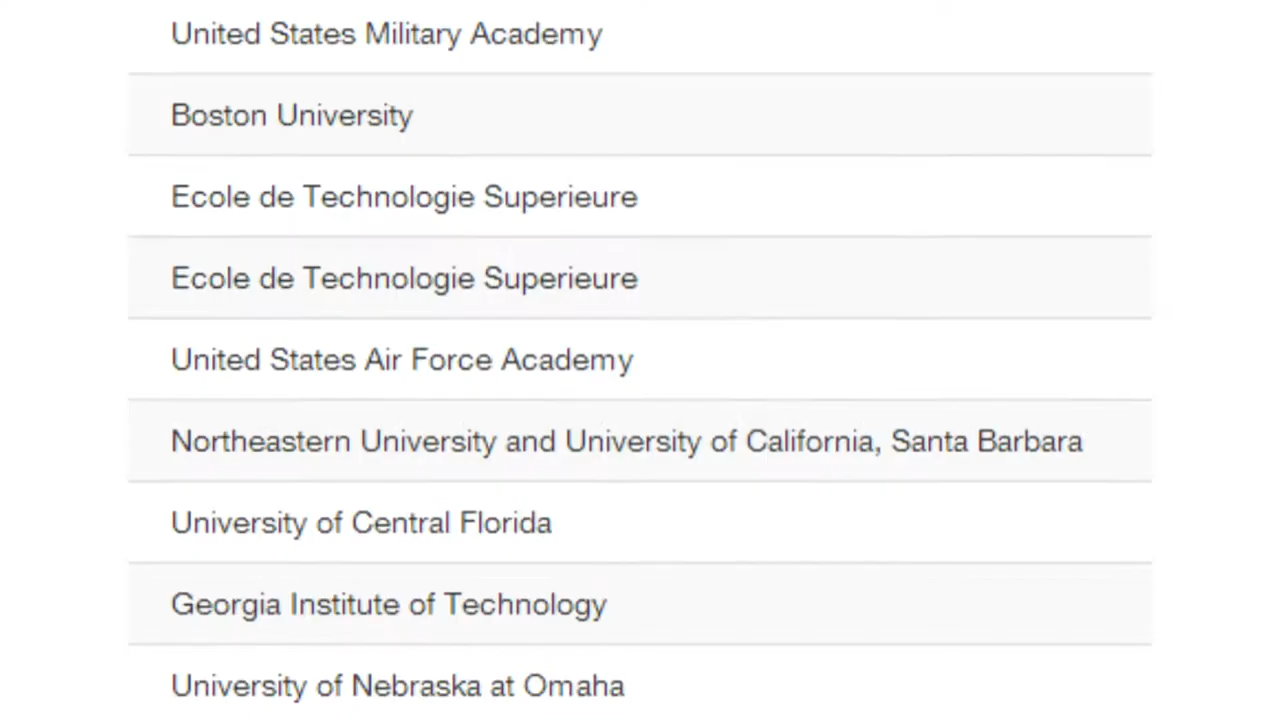 United States Military Academy
Boston University
Ecole de Technologie Superieure
Ecole de Technologie Superieure
United States Air Force Academy
Northeastern University and University of California, Santa Barbara
University of Central Florida
Georgia Institute of Technology
University of Nebraska at Omaha